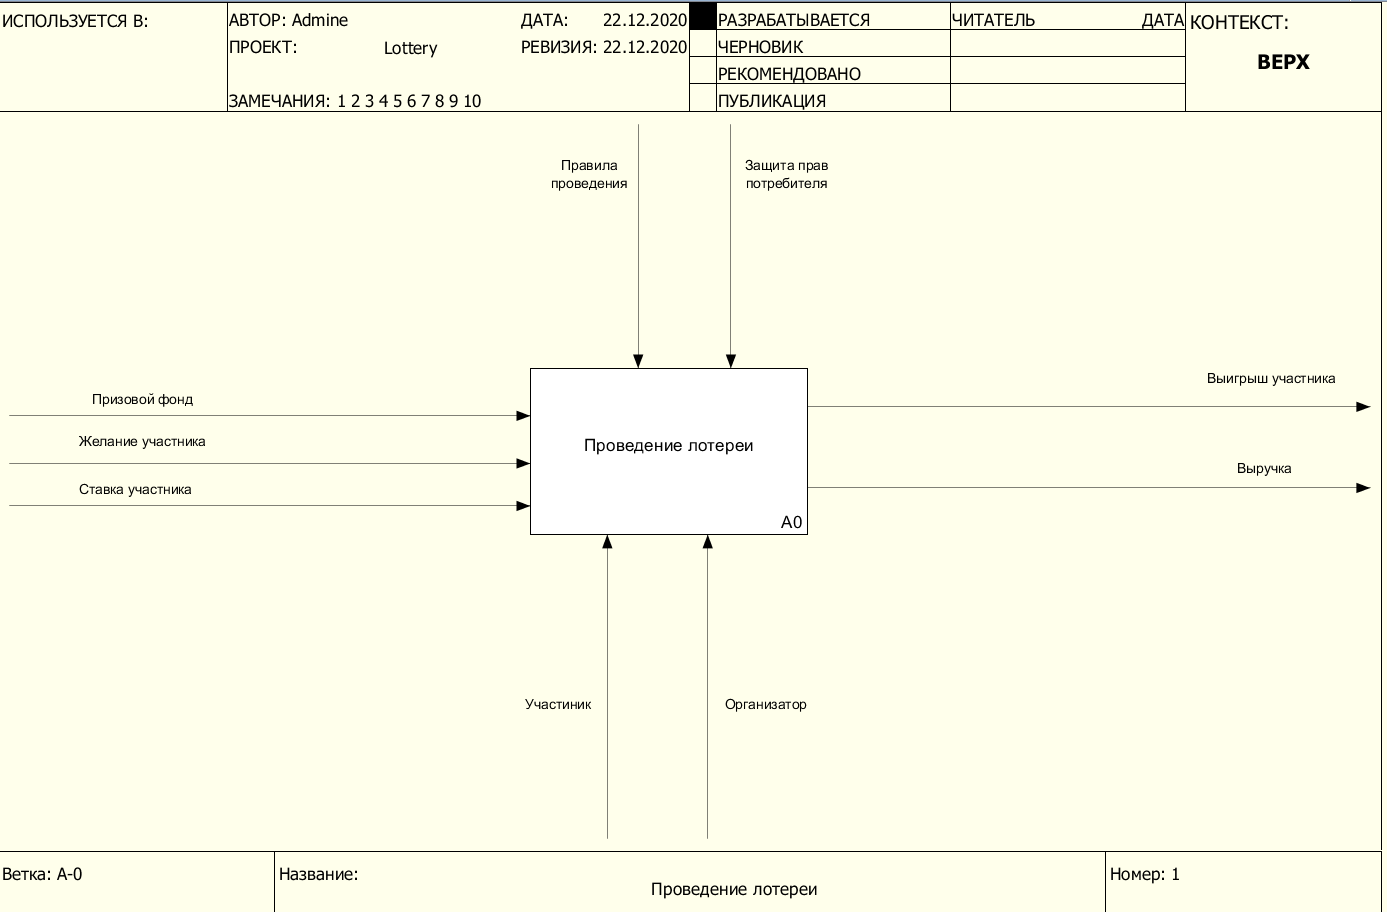 ИСПОЛЬЗУЕТСЯ В:
АВТОР: Admine
ДАТА: 22.12.2020
ПРОЕКТ: Lottery
РЕВИЗИЯ: 22.12.2020
ЗАМЕЧАНИЯ: 1 2 3 4 5 6 7 8 9 10
РАЗРАБАТЫВАЕТСЯ
ЧЕРНОВИК
РЕКОМЕНДОВАНО
ПУБЛИКАЦИЯ
ЧИТАТЕЛЬ
ДАТА
КОНТЕКСТ:
ВЕРХ
Правила
проведения
Защита прав
потребителя
Призовой фонд
Желание участника
Ставка участника
Проведение лотереи
A0
Выигрыш участника
Выручка
Участиник
Организатор
Ветка: A-0
Название:
Проведение лотереи
Номер: 1